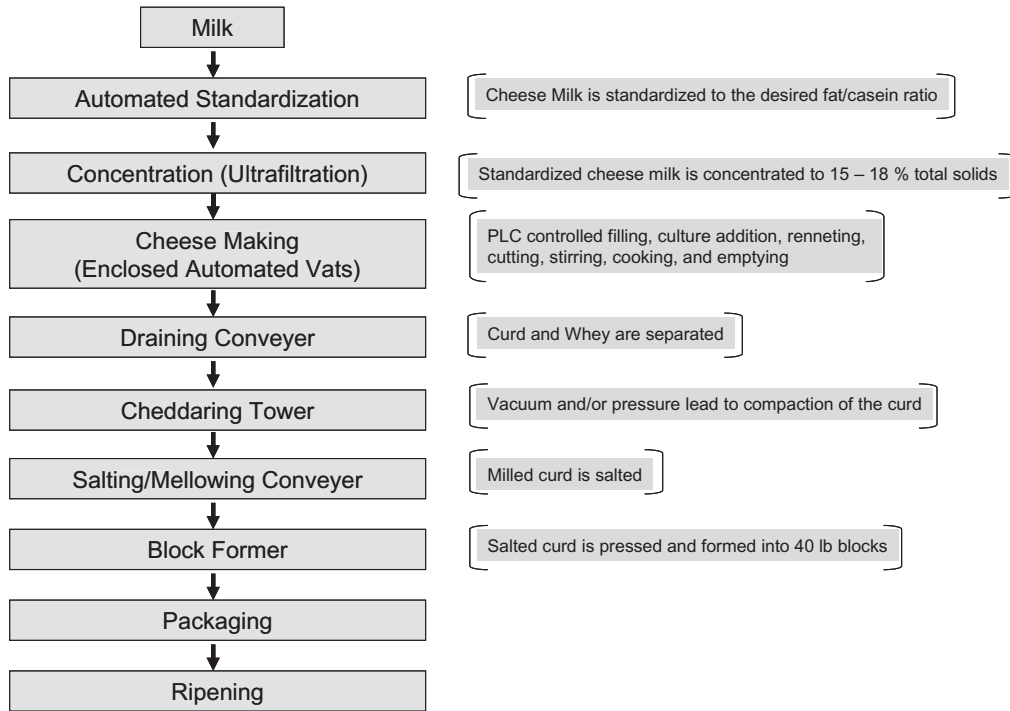 Milk
Automated Standardization
Cheese Milk is standardized to the desired fat/casein ratio
Concentration (Ultrafiltration)
Standardized cheese milk is concentrated to 15 – 18 % total solids
Cheese Making
(Enclosed Automated Vats)
PLC controlled filling, culture addition, renneting,
cutting, stirring, cooking, and emptying
Draining Conveyer
Curd and Whey are separated
Cheddaring Tower
Vacuum and/or pressure lead to compaction of the curd
Salting/Mellowing Conveyer
Milled curd is salted
Block Former
Salted curd is pressed and formed into 40 lb blocks
Packaging
Ripening